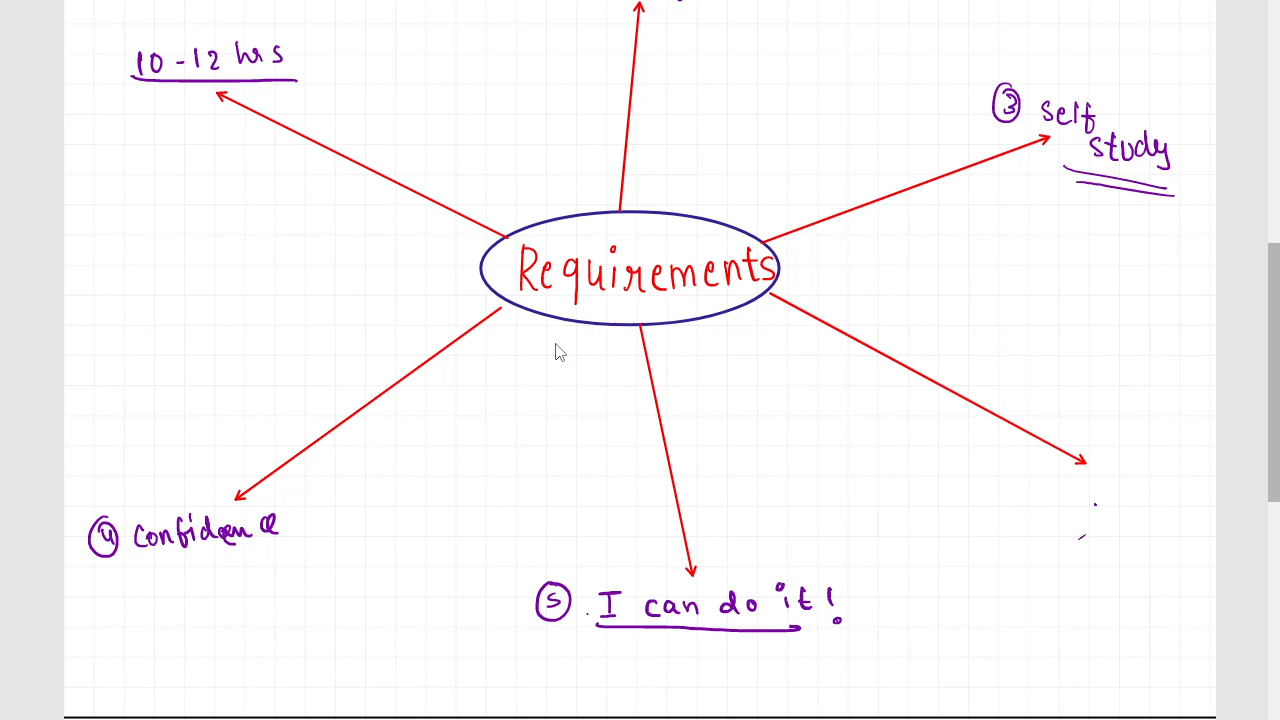 10-12 hrs
③ self
study
Requirements
④ confidence
⑤ I can do it!